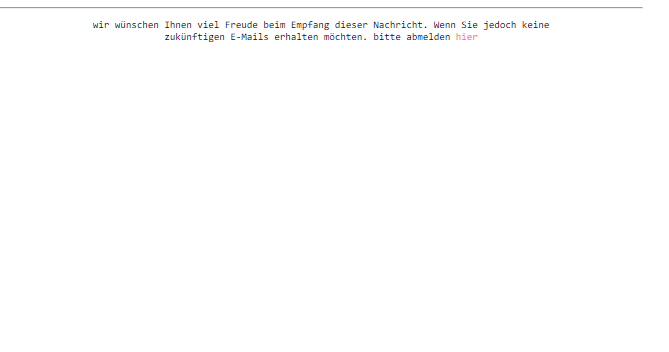 wir wünschen Ihnen viel Freude beim Empfang dieser Nachricht. Wenn Sie jedoch keine
zukünftigen E-Mails erhalten möchten. bitte abmelden hier